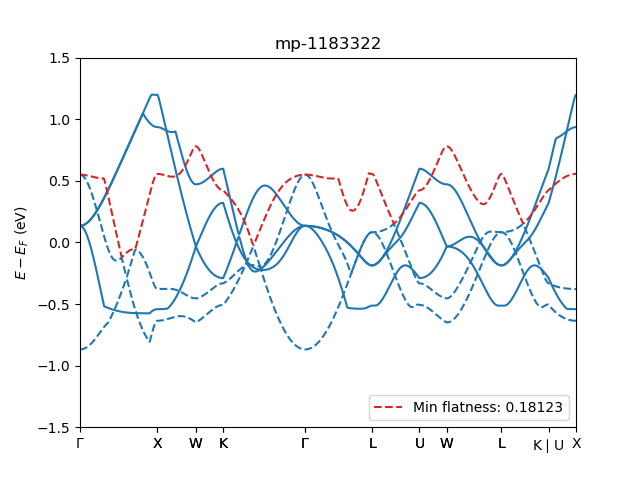 mp-1183322
E − E_F (eV)
1.5
1.0
0.5
0.0
−0.5
−1.0
−1.5
Min flatness: 0.18123
Γ X W K Γ L U W L K | U X